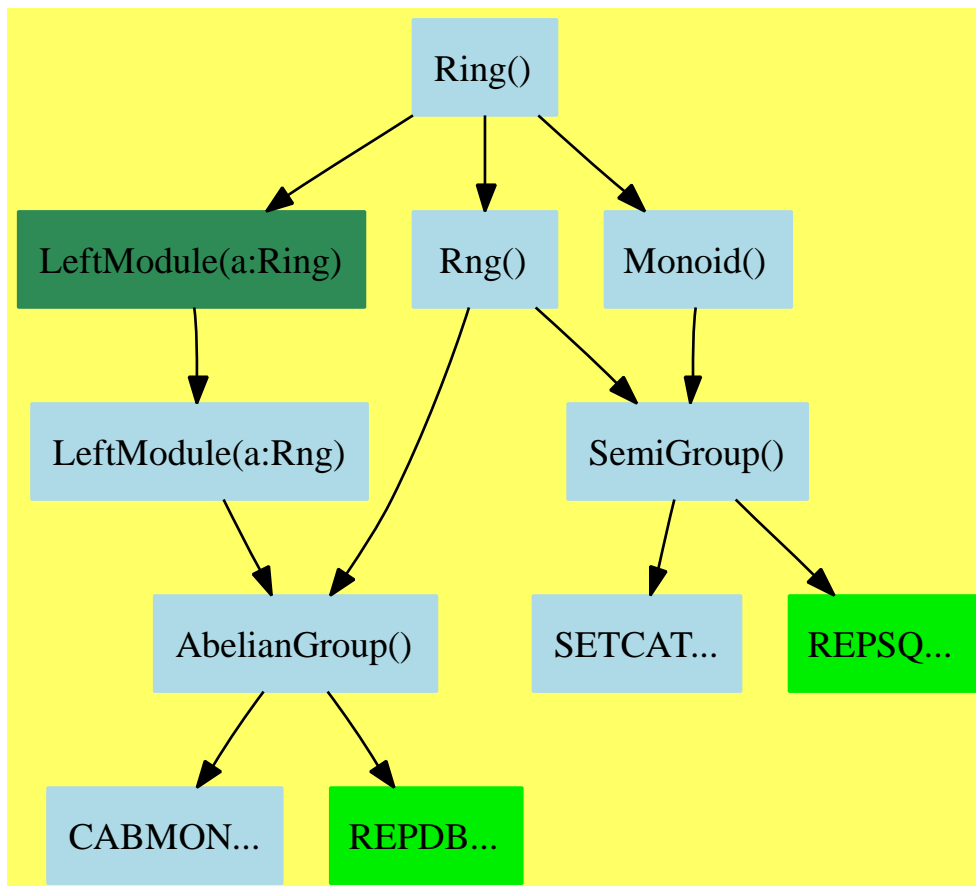 Ring()
LeftModule(a:Ring)
Rng()
Monoid()
LeftModule(a:Rng)
SemiGroup()
AbelianGroup()
SETCAT...
REPSQ...
CABMON...
REPDB...